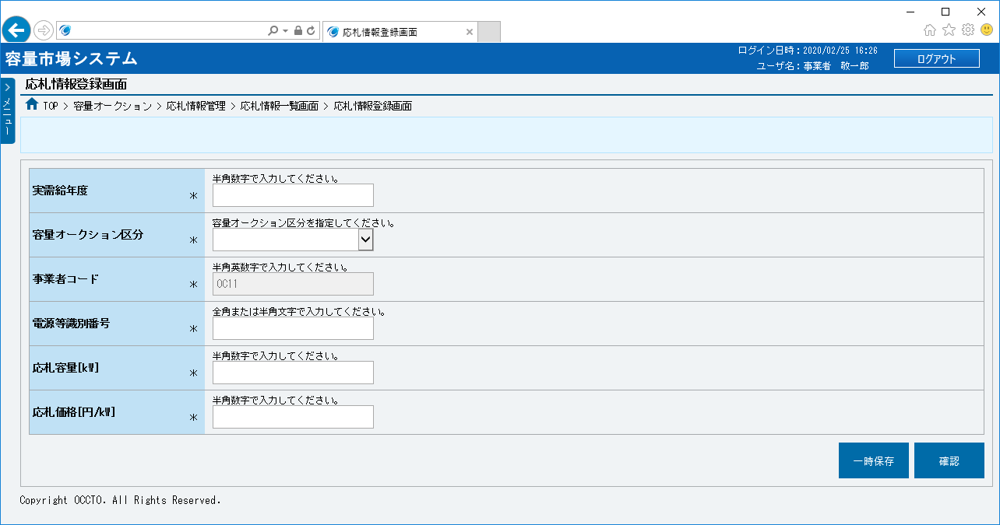 応札情報登録画面
容量市場システム
ログイン日時：2020/02/25 16:26
ユーザ名：事業者　敬一郎
ログアウト
メニュー
応札情報登録画面
TOP > 容量オークション > 応札情報管理 > 応札情報一覧画面 > 応札情報登録画面
実需給年度 *
半角数字で入力してください。
容量オークション区分 *
容量オークション区分を指定してください。
事業者コード *
半角英数字で入力してください。
0C11
電源等識別番号 *
全角または半角文字で入力してください。
応札容量[kW] *
半角数字で入力してください。
応札価格[円/kW] *
半角数字で入力してください。
一時保存
確認
Copyright OCCTO. All Rights Reserved.